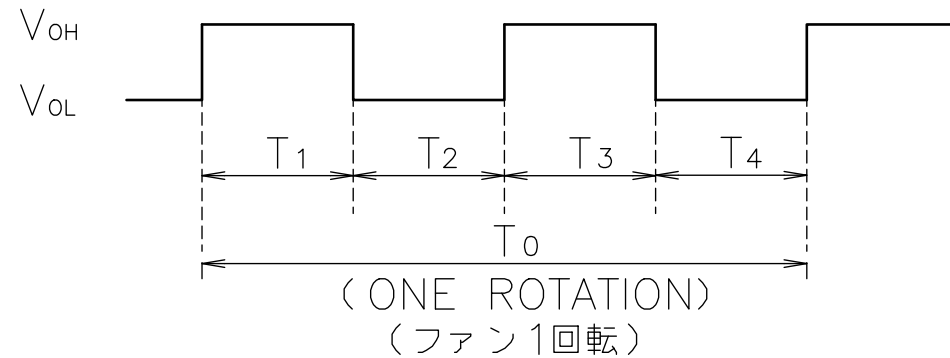 VOH
VOL
T1 T2 T3 T4
T0
(ONE ROTATION)
(ファン1回転)